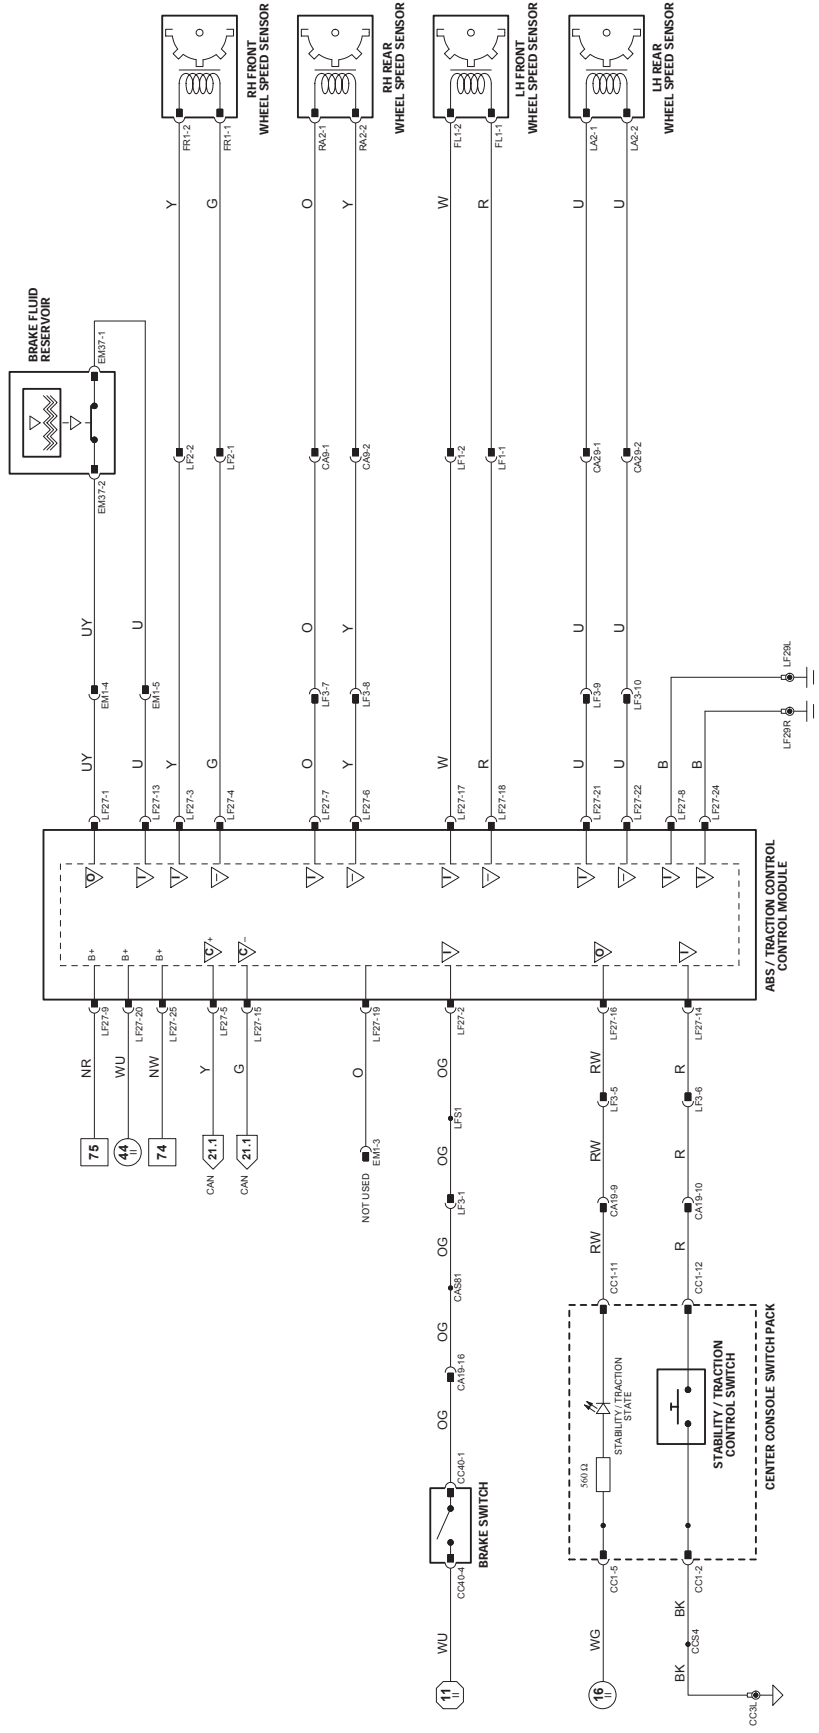 BRAKE FLUID
RESERVOIR
75
NR
LF27-9
B+
O
LF27-1
UY
EM1-4
UY
EM37-2
EM37-1
44
II
WU
LF27-20
B+
I
LF27-13
U
EM1-5
U
74
NW
LF27-25
B+
I
LF27-3
Y
LF2-2
Y
FR1-2
CAN
21.1
Y
LF27-5
C
+
–
LF27-4
G
LF2-1
G
FR1-1
RH FRONT
WHEEL SPEED SENSOR
CAN
21.1
G
LF27-15
C
–
I
LF27-7
O
LF3-7
O
CA9-1
O
RA2-1
NOT USED
EM1-3
O
LF27-19
–
LF27-6
Y
LF3-8
Y
CA9-2
Y
RA2-2
RH REAR
WHEEL SPEED SENSOR
11
II
WU
CC40-4
CC40-1
OG
CA19-16
OG
CAS81
OG
LF3-1
OG
LFS1
OG
LF27-2
I
I
LF27-17
W
LF1-2
W
FL1-2
BRAKE SWITCH
–
LF27-18
R
LF1-1
R
FL1-1
LH FRONT
WHEEL SPEED SENSOR
16
II
WG
CC1-5
560 Ω
STABILITY / TRACTION
STATE
CC1-11
RW
CA19-9
RW
LF3-5
RW
LF27-16
O
I
LF27-21
U
LF3-9
U
CA29-1
U
LA2-1
–
LF27-22
U
LF3-10
U
CA29-2
U
LA2-2
LH REAR
WHEEL SPEED SENSOR
CC3L
BK
CCS4
BK
CC1-2
STABILITY / TRACTION
CONTROL SWITCH
CC1-12
R
CA19-10
R
LF3-6
R
LF27-14
I
I
LF27-8
B
LF29L
I
LF27-24
B
LF29R
CENTER CONSOLE SWITCH PACK
ABS / TRACTION CONTROL
CONTROL MODULE